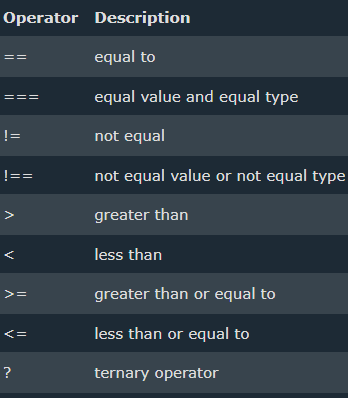 Operator Description
== equal to
=== equal value and equal type
!= not equal
!== not equal value or not equal type
> greater than
< less than
>= greater than or equal to
<= less than or equal to
? ternary operator